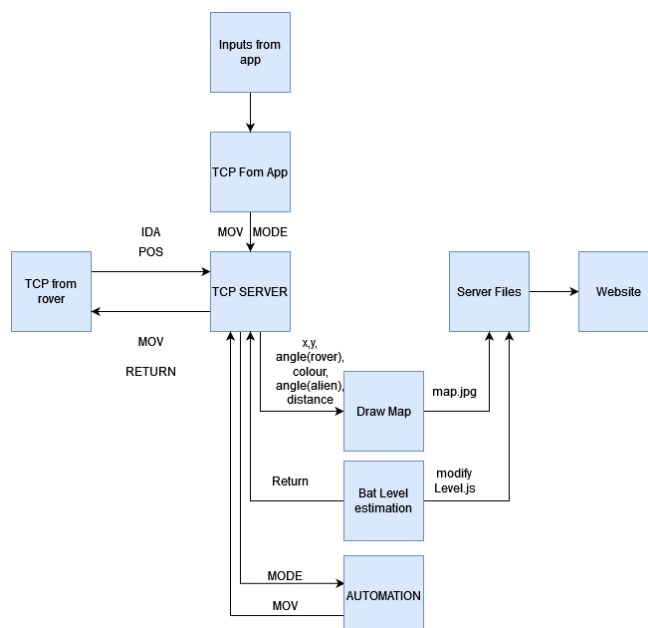 Inputs from
app
TCP Fom App
MOV
MODE
IDA
POS
TCP from
rover
TCP SERVER
Server Files
Website
MOV
RETURN
x,y,
angle(rover),
colour,
angle(alien),
distance
Draw Map
map.jpg
Return
Bat Level
estimation
modify
Level.js
MODE
MOV
AUTOMATION